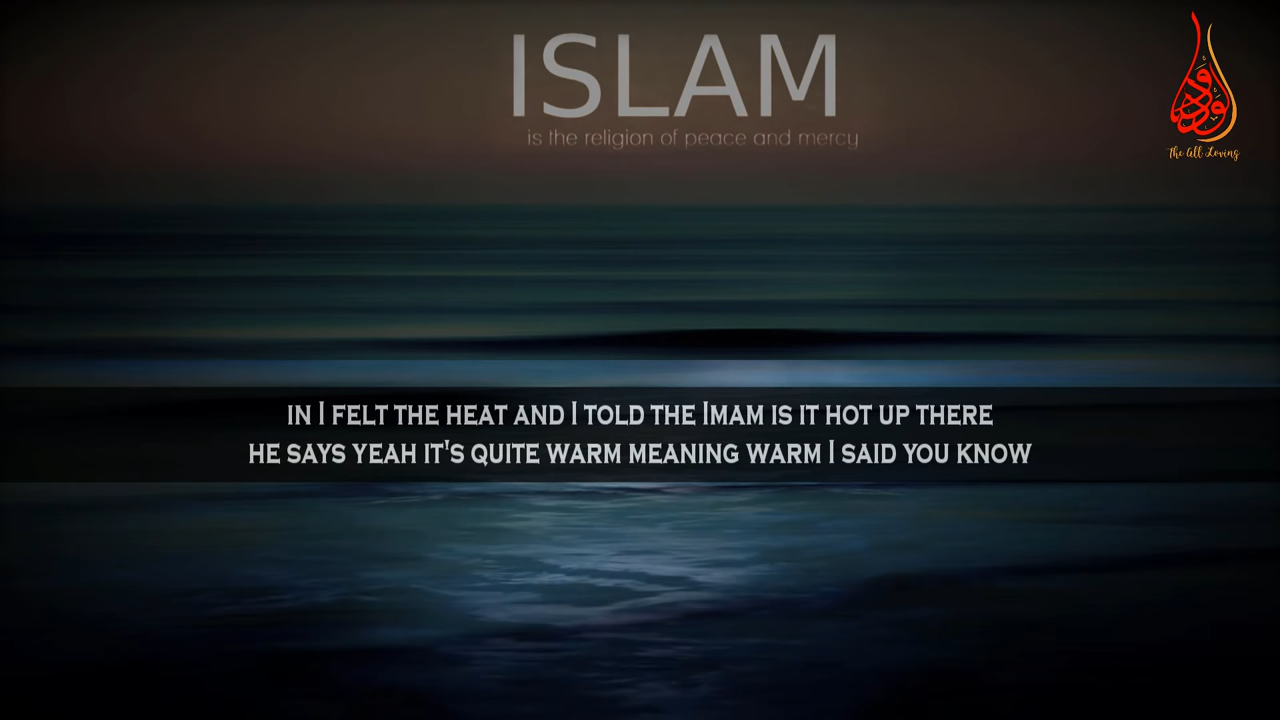 ISLAM
is the religion of peace and mercy
الودود
The All Loving
IN I FELT THE HEAT AND I TOLD THE IMAM IS IT HOT UP THERE
HE SAYS YEAH IT'S QUITE WARM MEANING WARM I SAID YOU KNOW